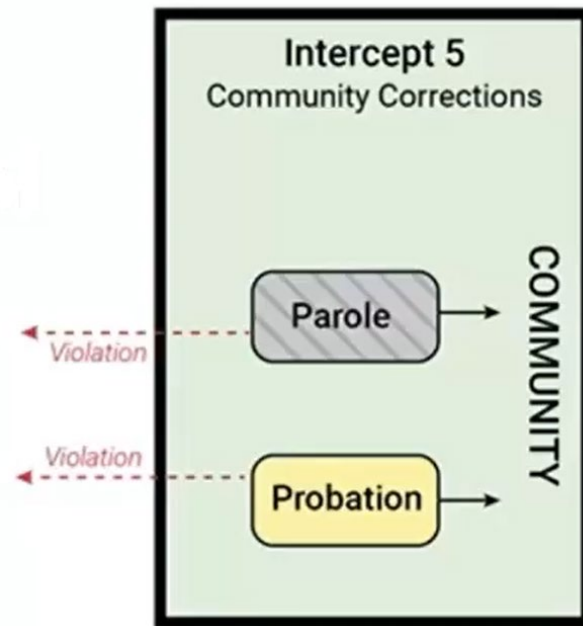 Intercept 5
Community Corrections
Parole
Violation
COMMUNITY
Violation
Probation